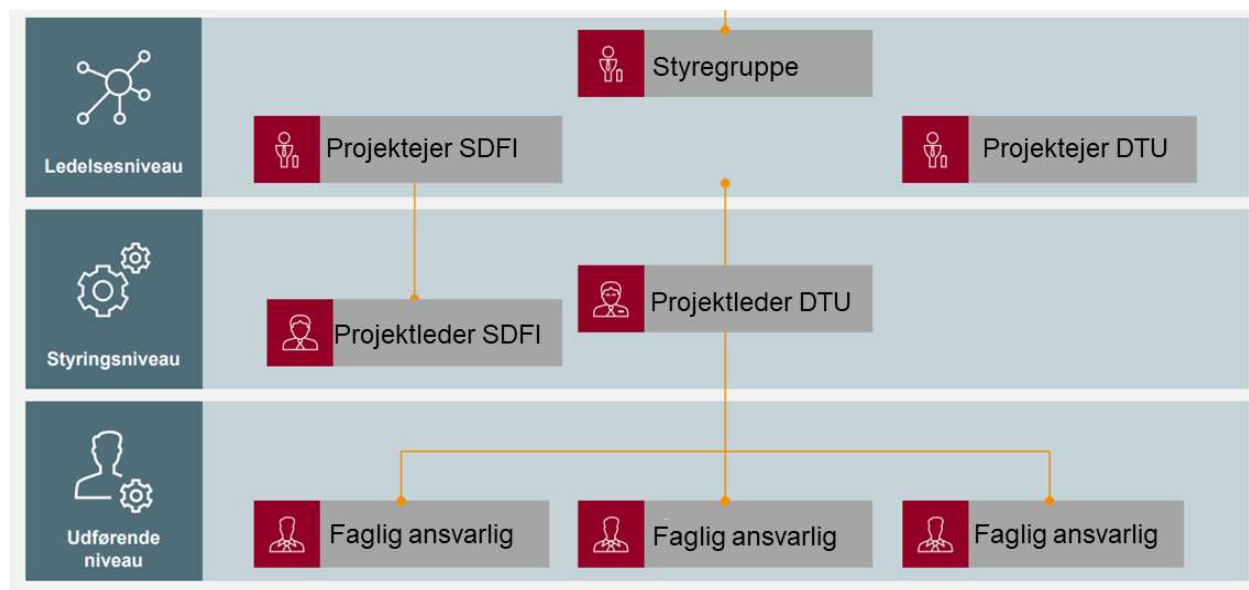 Styregruppe
Projektejer SDFI
Projektejer DTU
Ledelsesniveau
Projektleder DTU
Projektleder SDFI
Styringsniveau
Faglig ansvarlig
Faglig ansvarlig
Faglig ansvarlig
Udførende
niveau